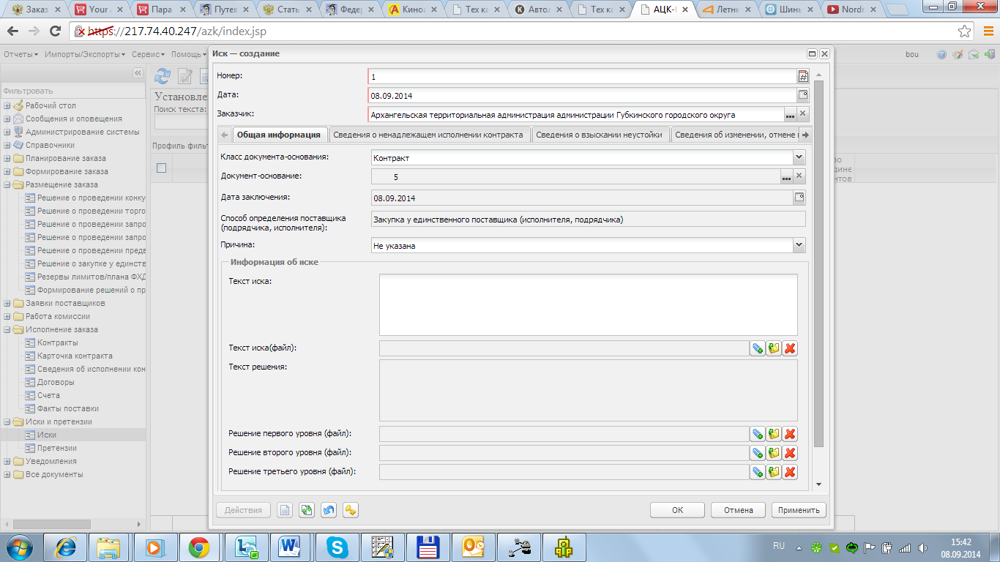 Заказ
Your A
Пара
Путев
Стать
Федер
Киноа
Тех ка
Автол
Тех ка
АЦК-
Летни
Шинь
Nordn
https://217.74.40.247/azk/index.jsp
Отчеты Импорты/Экспорты Сервис Помощь
bou
Иск — создание
Фильтровать
Рабочий стол
Сообщения и оповещения
Администрирование системы
Справочники
Планирование заказа
Формирование заказа
Размещение заказа
Решение о проведении конку
Решение о проведении торго
Решение о проведении запро
Решение о проведении запро
Решение о проведении предв
Решение о закупке у единств
Резервы лимитов/плана ФХД
Формирование решений о пр
Заявки поставщиков
Работа комиссии
Исполнение заказа
Контракты
Карточка контракта
Сведения об исполнении кон
Договоры
Счета
Факты поставки
Иски и претензии
Иски
Претензии
Уведомления
Все документы
Установле
Поиск текста:
Профиль фильт
Номер: 1
Дата: 08.09.2014
Заказчик: Архангельская территориальная администрация администрации Губкинского городского округа
Общая информация
Сведения о ненадлежащем исполнении контракта
Сведения о взыскании неустойки
Сведения об изменении, отмене
Класс документа-основания: Контракт
Документ-основание: 5
Дата заключения: 08.09.2014
Способ определения поставщика
(подрядчика, исполнителя):
Закупка у единственного поставщика (исполнителя, подрядчика)
Причина: Не указана
Информация об иске
Текст иска:
Текст иска(файл):
Текст решения:
Решение первого уровня (файл):
Решение второго уровня (файл):
Решение третьего уровня (файл):
Действия
ОК
Отмена
Применить
во
дине
нтов
RU
15:42
08.09.2014